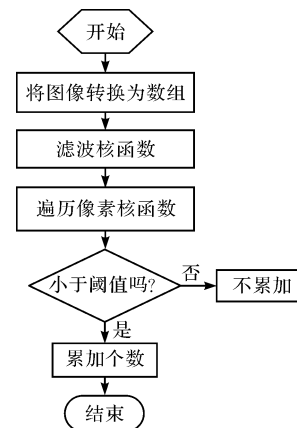 开始
将图像转换为数组
滤波核函数
遍历像素核函数
小于阈值吗?
否
不累加
是
累加个数
结束